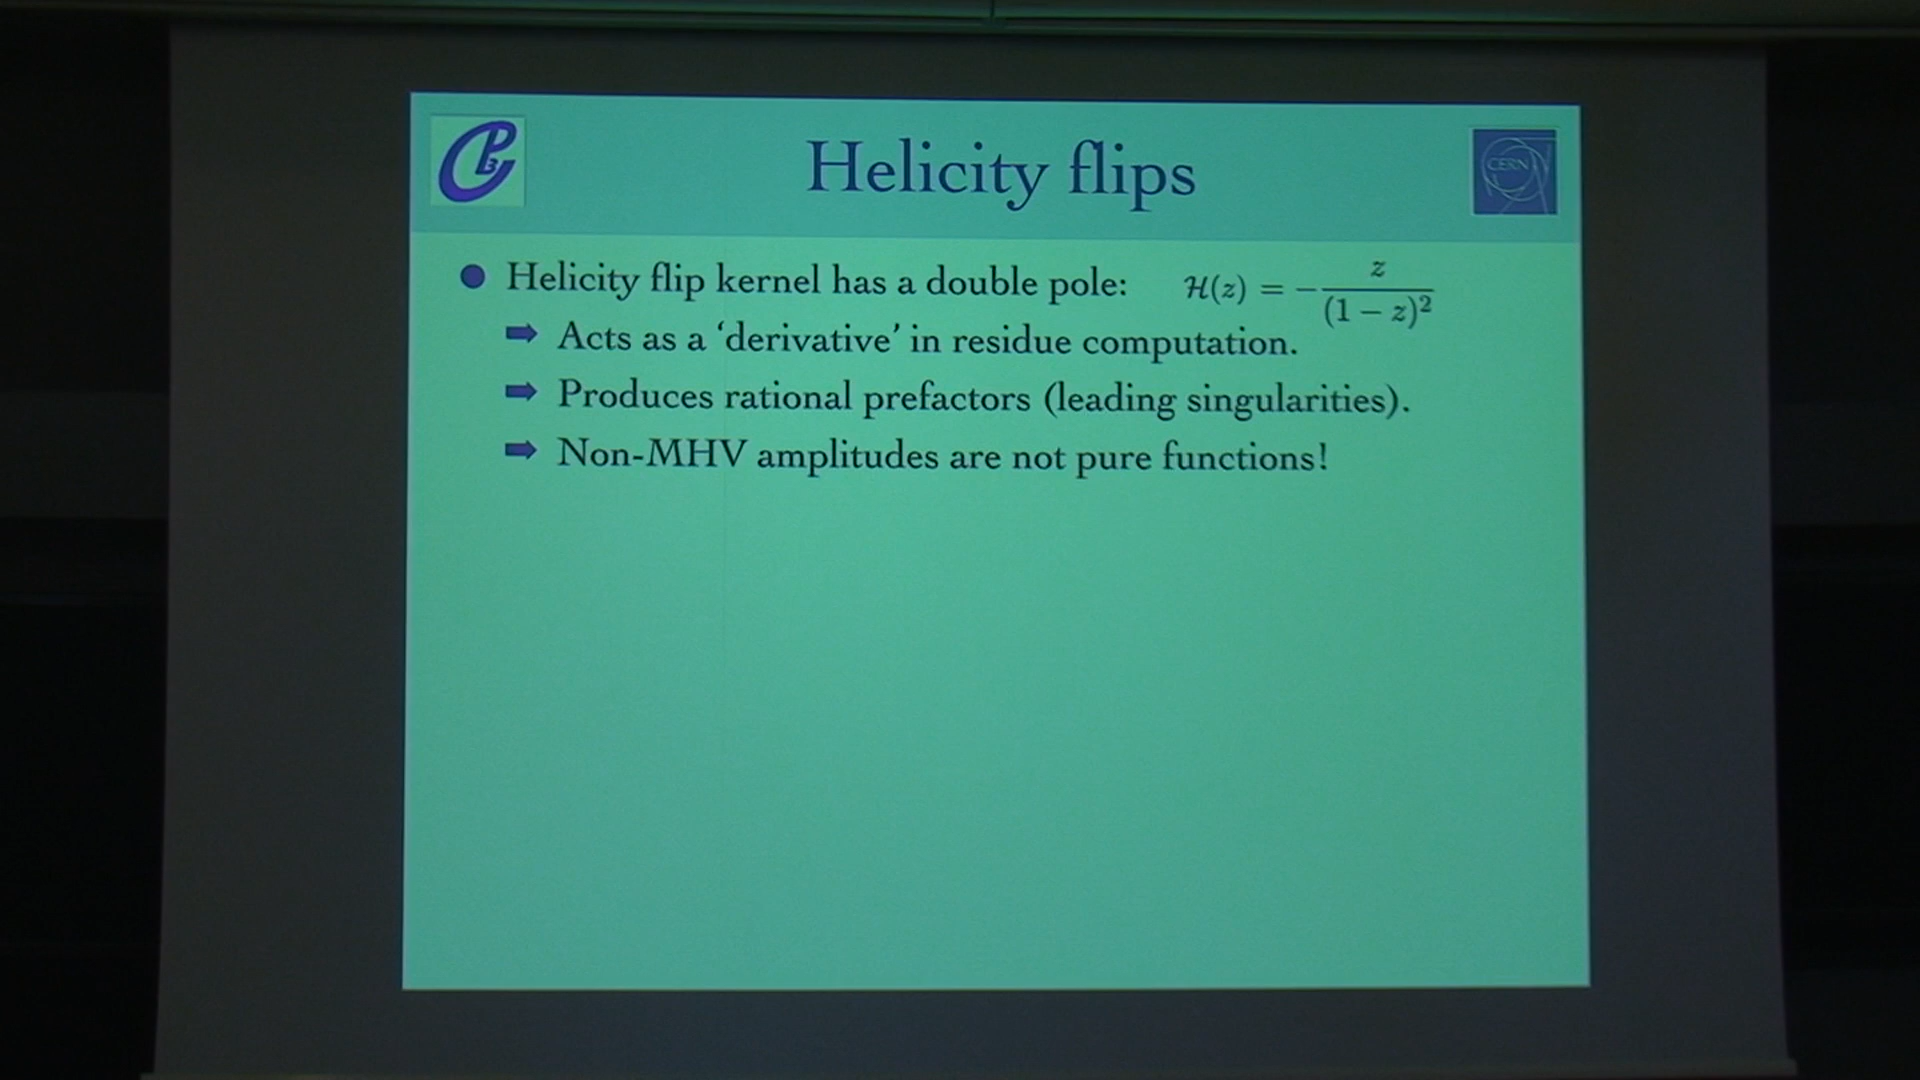 CP3
Helicity flips
CERN
● Helicity flip kernel has a double pole: H(z) = −z/(1 − z)²
➡ Acts as a ‘derivative’ in residue computation.
➡ Produces rational prefactors (leading singularities).
➡ Non-MHV amplitudes are not pure functions!